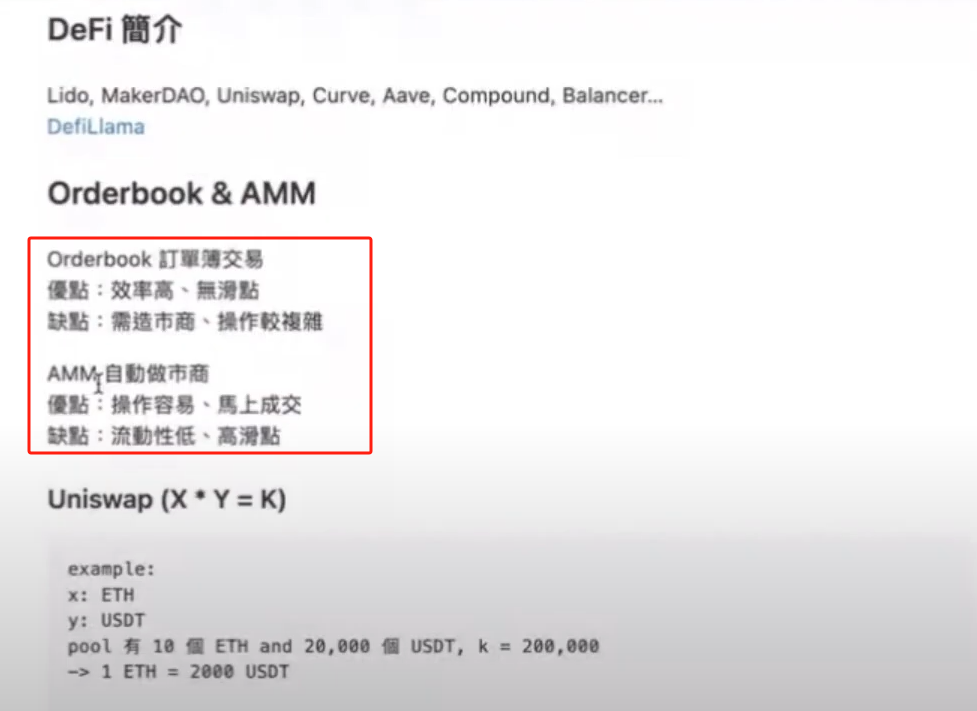 DeFi 簡介
Lido, MakerDAO, Uniswap, Curve, Aave, Compound, Balancer...
DefiLlama
Orderbook & AMM
Orderbook 訂單簿交易
優點：效率高、無滑點
缺點：需造市商、操作較複雜
AMM 自動做市商
優點：操作容易、馬上成交
缺點：流動性低、高滑點
Uniswap (X * Y = K)
example:
x: ETH
y: USDT
pool 有 10 個 ETH and 20,000 個 USDT, k = 200,000
-> 1 ETH = 2000 USDT